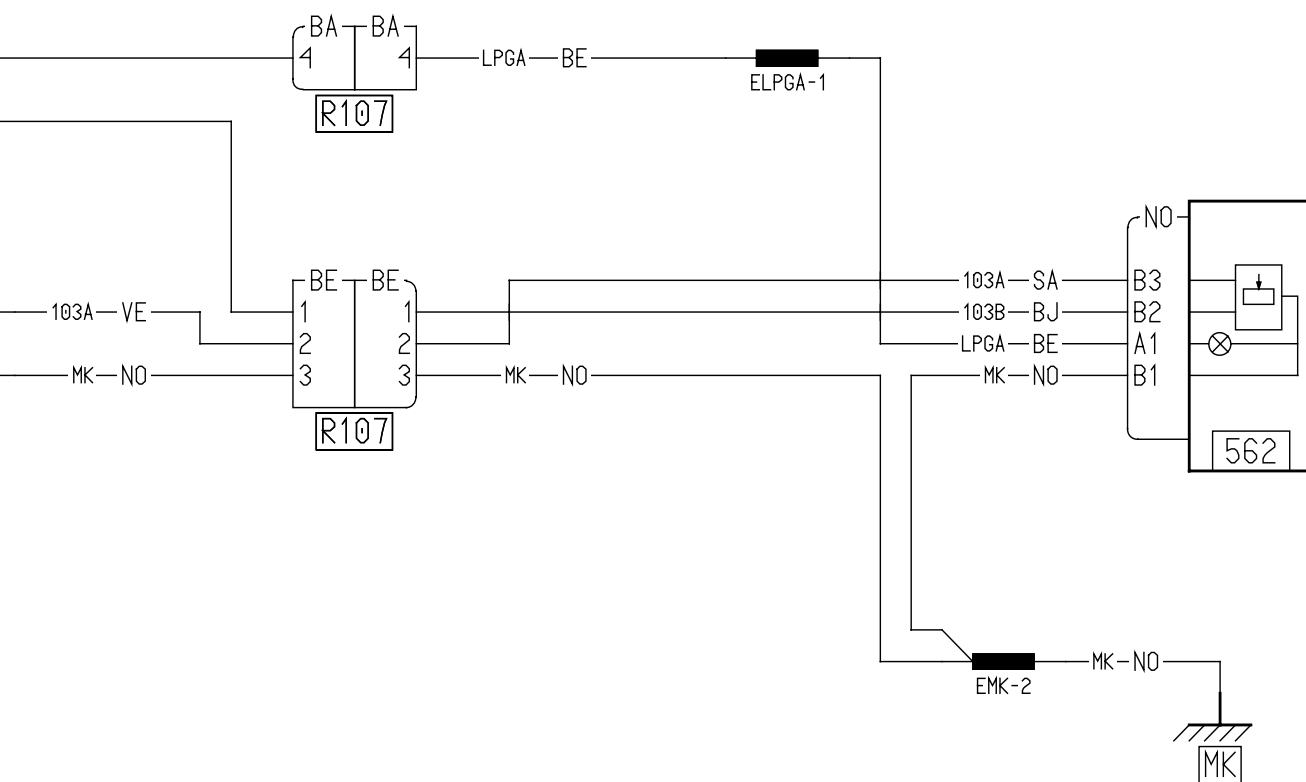 BA BA
4 4 LPGA BE
ELPGA-1
R107
NO
BE BE 103A SA B3
103A VE 1 1 103B BJ B2
2 2 LPGA BE A1
MK NO 3 3 MK NO MK NO B1
R107
562
MK NO
EMK-2
MK